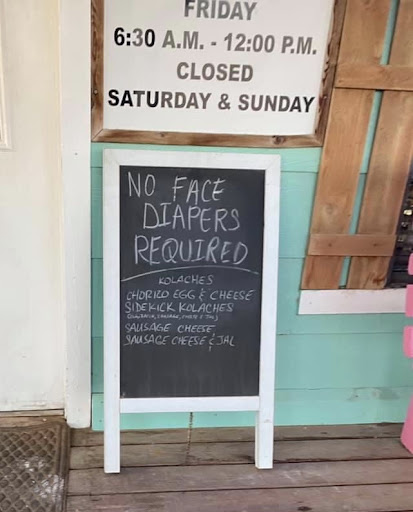 FRIDAY
6:30 A.M. - 12:00 P.M.
CLOSED
SATURDAY & SUNDAY
NO FACE
DIAPERS
REQUIRED
KOLACHES
CHORIZO EGG & CHEESE
SIDEKICK KOLACHES
SAUSAGE CHEESE
SAUSAGE CHEESE & JAL